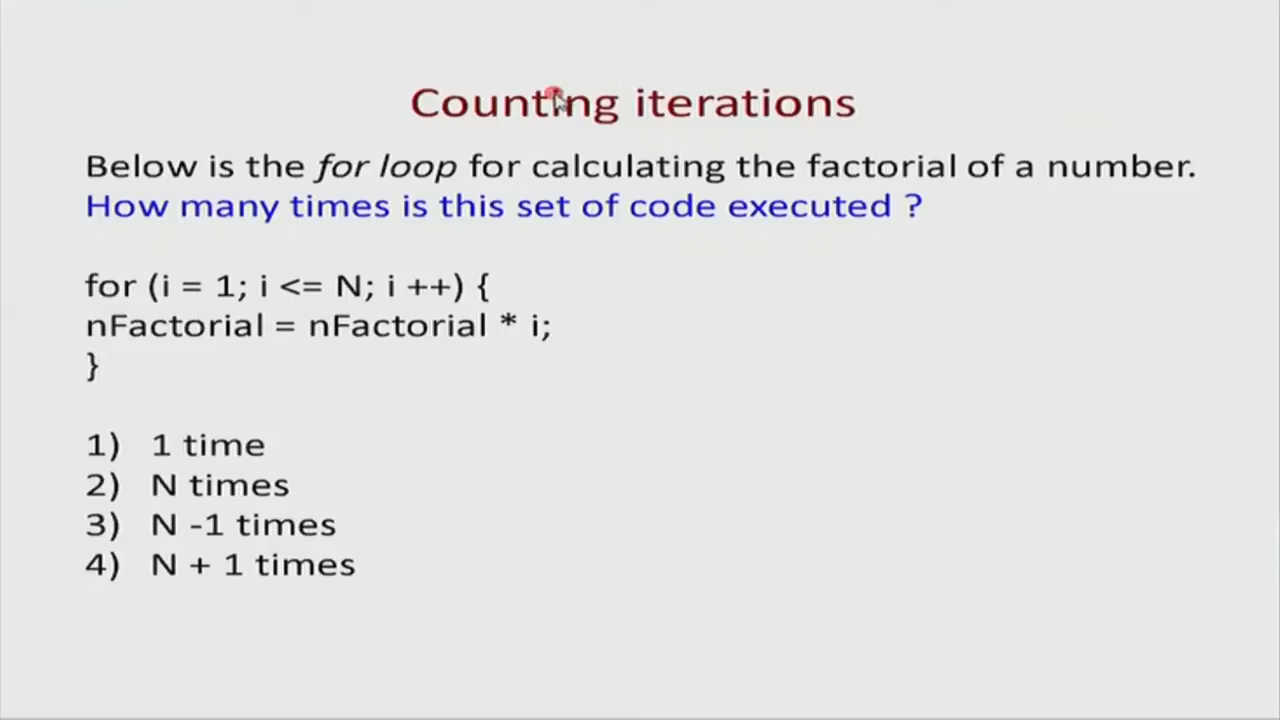 Counting iterations
Below is the for loop for calculating the factorial of a number.
How many times is this set of code executed ?
for (i = 1; i <= N; i ++) {
nFactorial = nFactorial * i;
}
1) 1 time
2) N times
3) N -1 times
4) N + 1 times